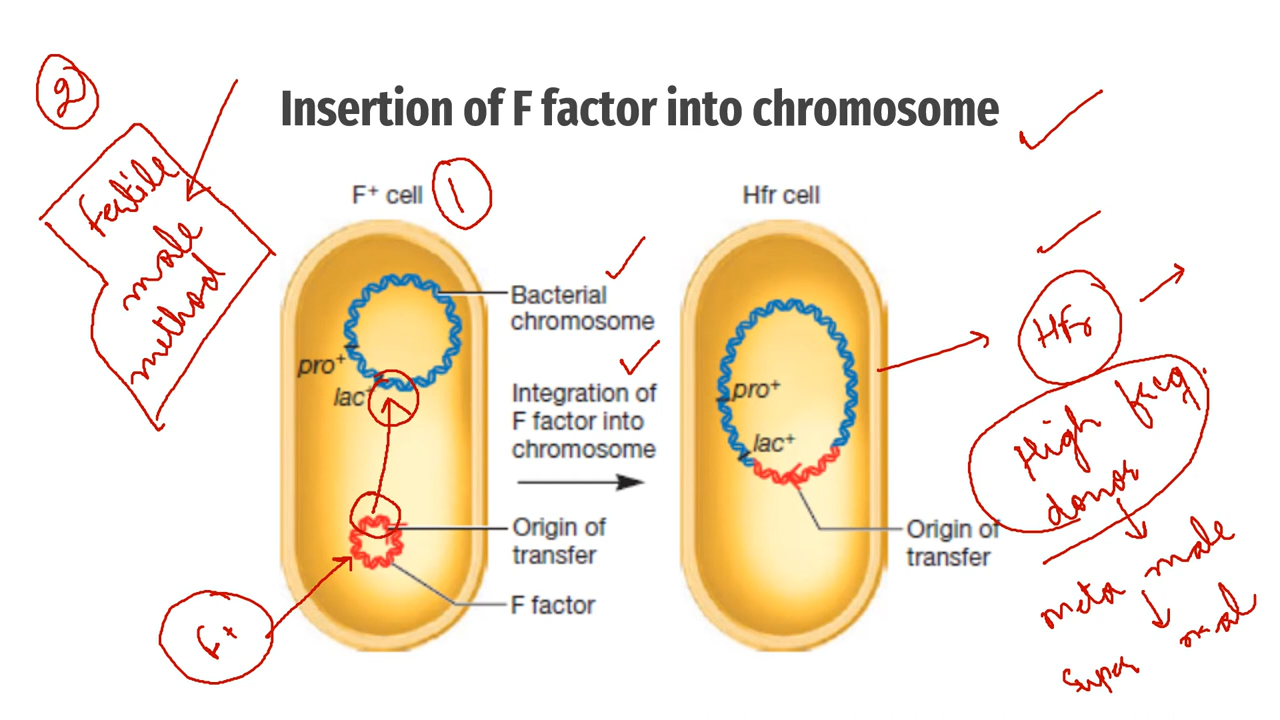 2
Insertion of F factor into chromosome
Fertile
male
method
F+ cell
1
Hfr cell
Bacterial
chromosome
pro+
lac+
Integration of
F factor into
chromosome
Origin of
transfer
F factor
F+
pro+
lac+
Origin of
transfer
Hfr
High freq.
donor
meta male
super male